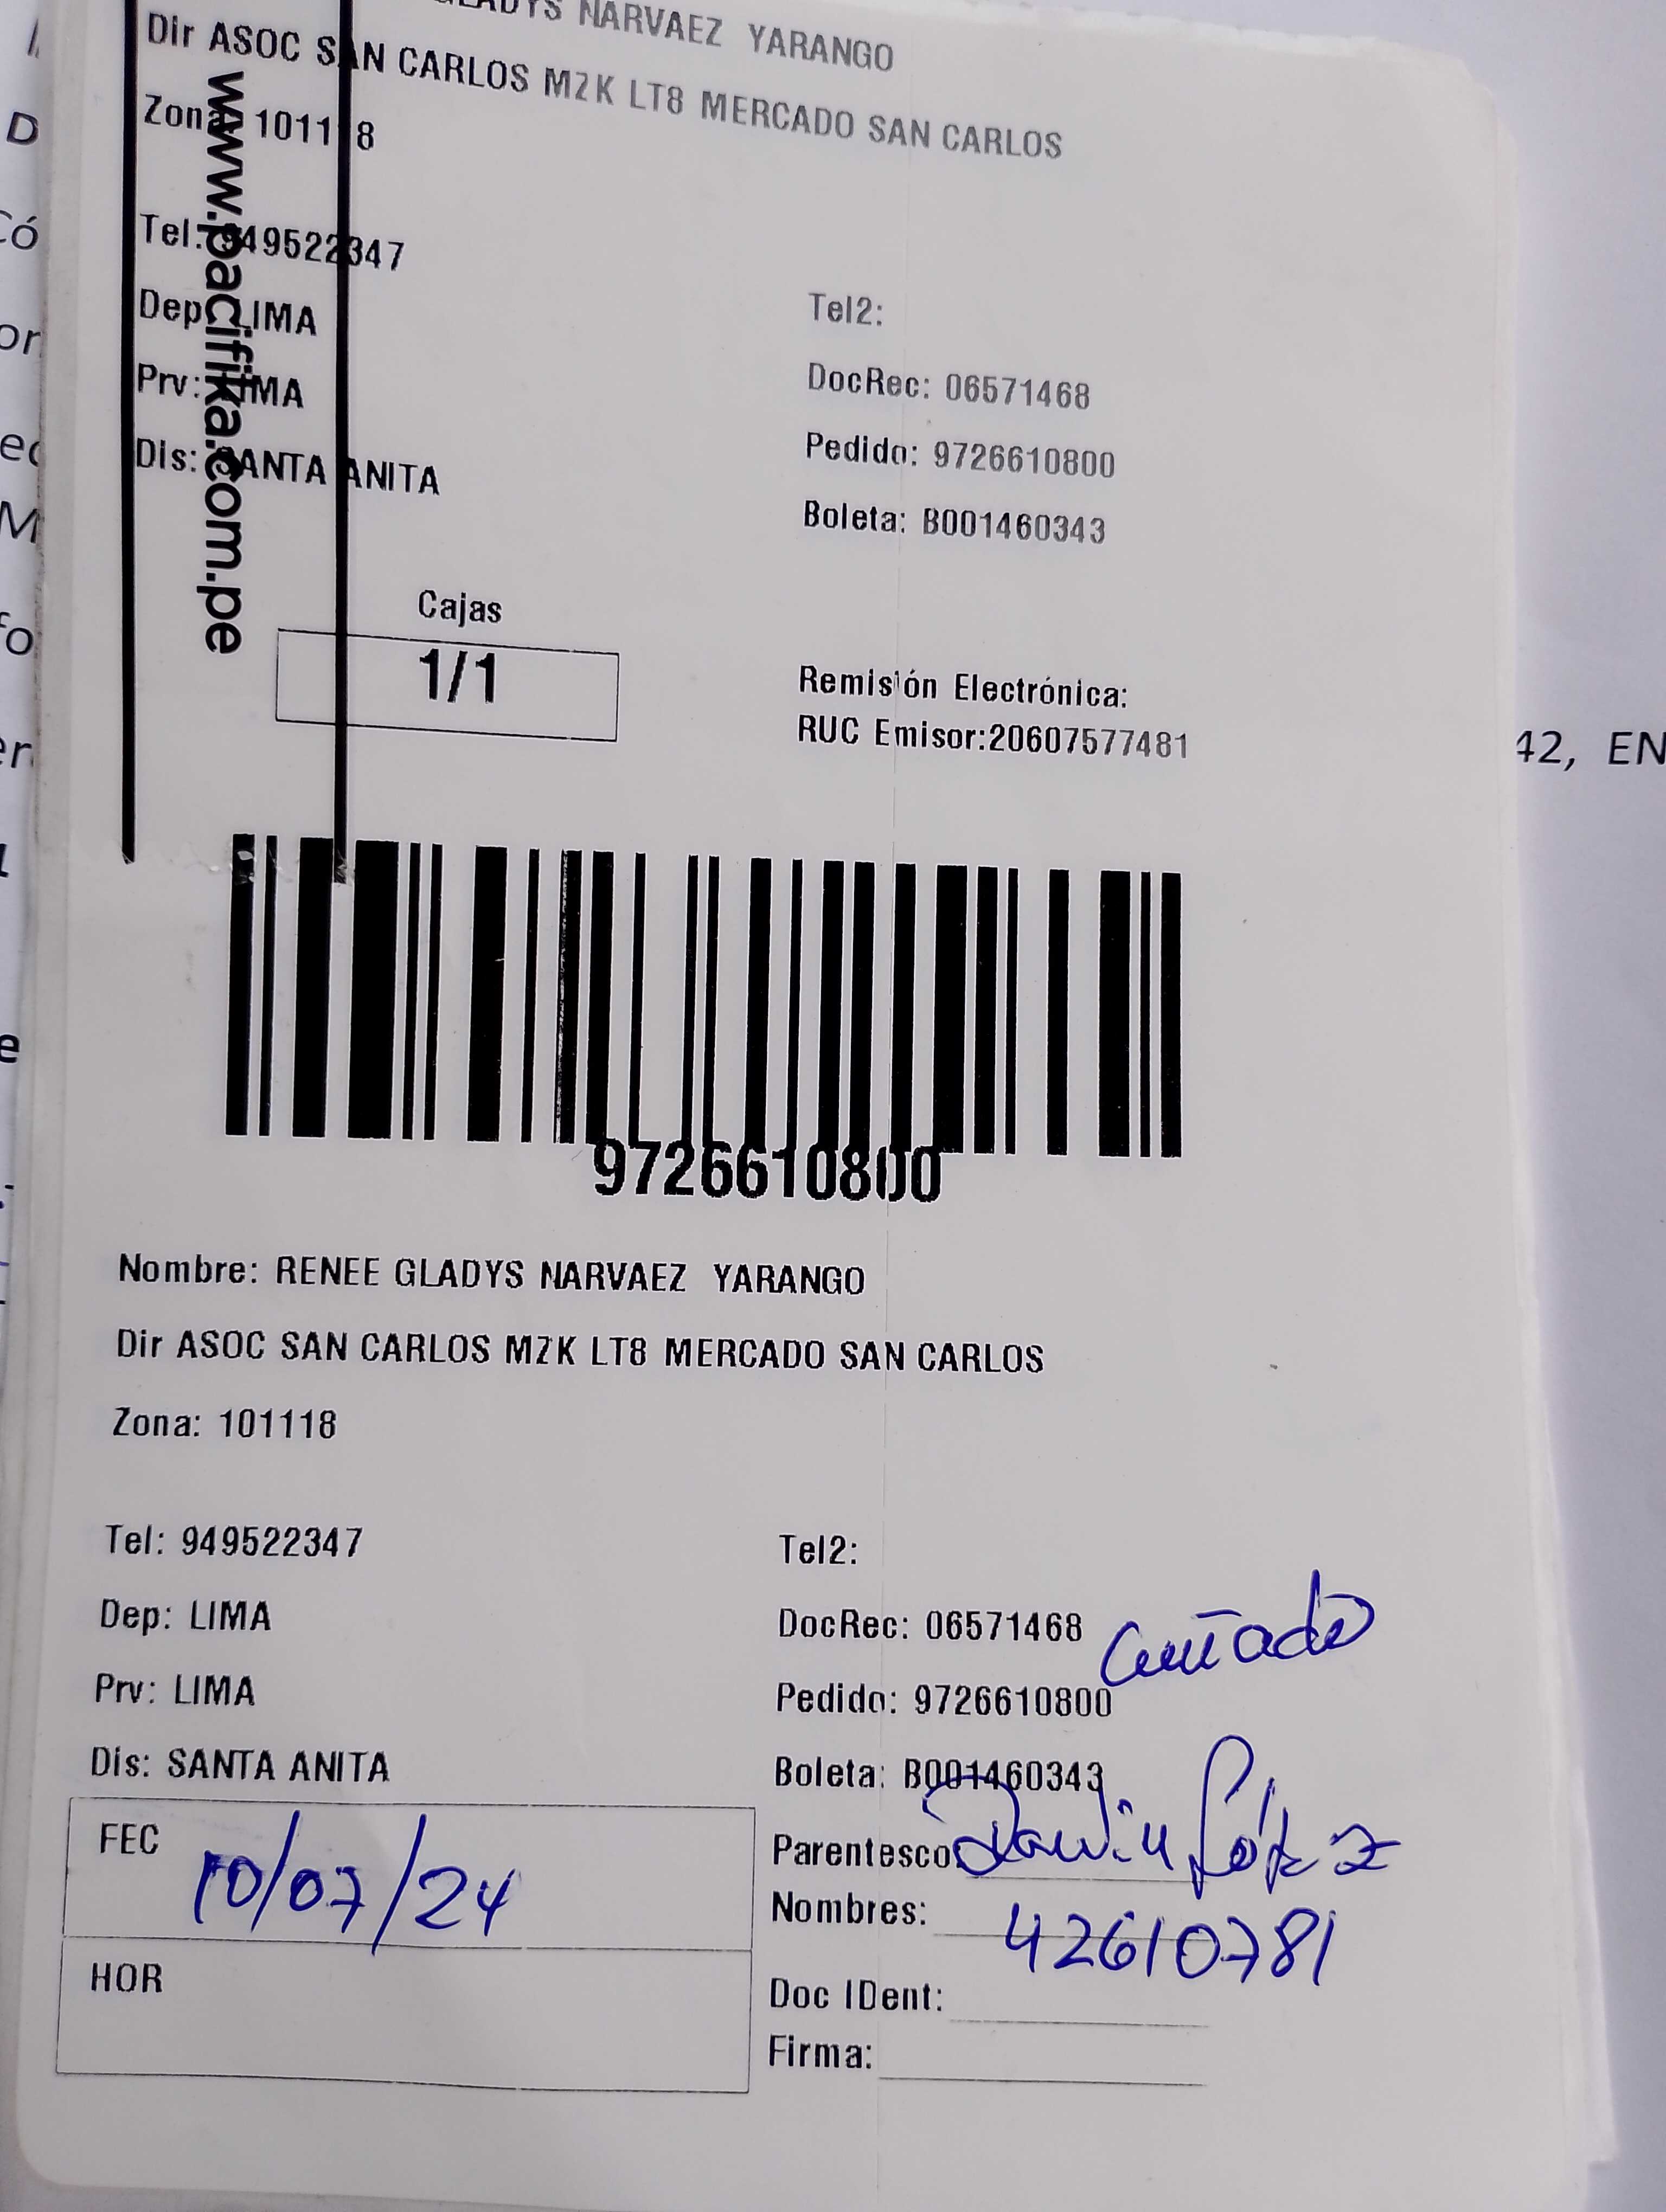 GLADYS NARVAEZ YARANGO
Dir ASOC SAN CARLOS MZK LT8 MERCADO SAN CARLOS
Zona: 101118
Tel: 949522347
Tel2:
Dep: LIMA
DocRec: 06571468
Prv: LIMA
Pedido: 9726610800
Dis: SANTA ANITA
Boleta: B001460343
www.pacifika.com.pe
Cajas
1/1
Remisión Electrónica:
RUC Emisor:20607577481
42, EN
9726610800
Nombre: RENEE GLADYS NARVAEZ YARANGO
Dir ASOC SAN CARLOS MZK LT8 MERCADO SAN CARLOS
Zona: 101118
Tel: 949522347
Tel2:
Dep: LIMA
DocRec: 06571468 Cuñado
Prv: LIMA
Pedido: 9726610800
Dis: SANTA ANITA
Boleta: B001460343
FEC 10/07/24
Parentesco: López
Nombres: 42610781
HOR
Doc IDent:
Firma: